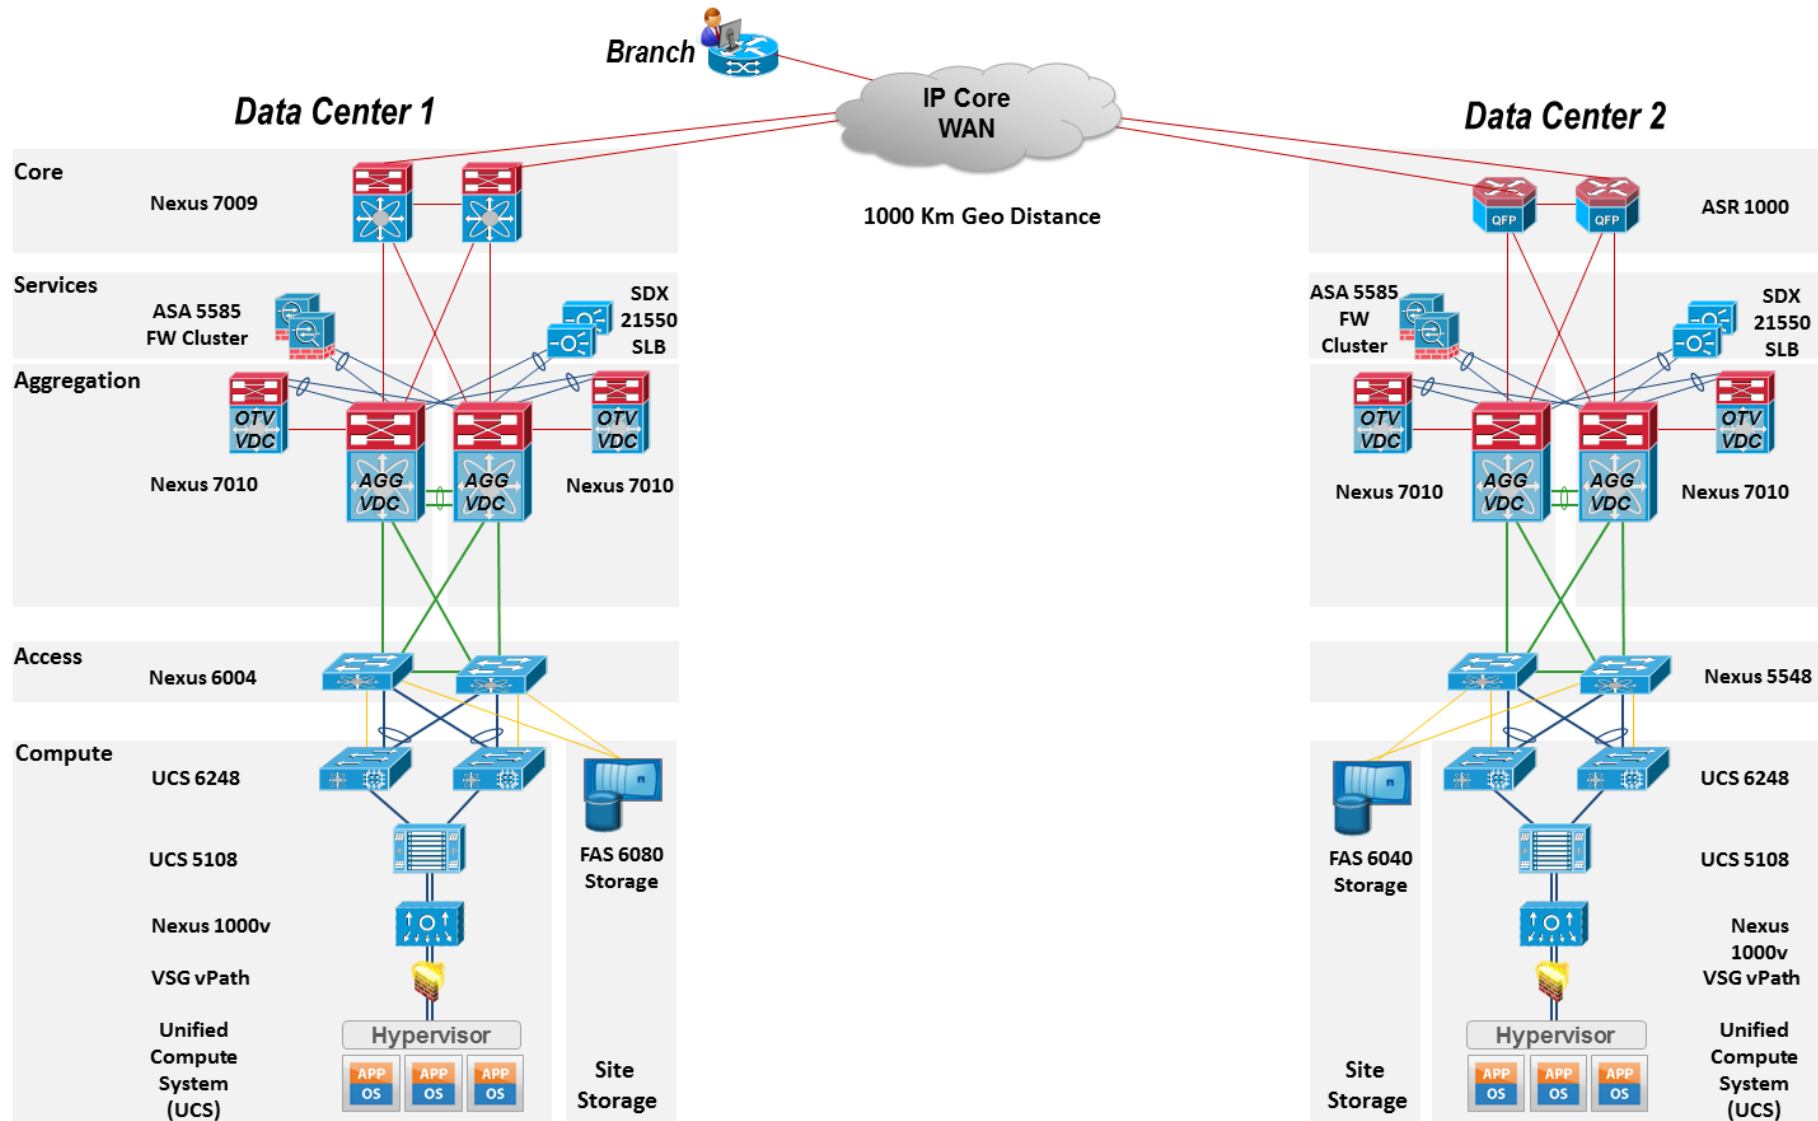 Branch
IP Core
WAN
1000 Km Geo Distance
Data Center 1
Core
Nexus 7009
Services
ASA 5585
FW Cluster
SDX
21550
SLB
Aggregation
OTV
VDC
AGG
VDC
AGG
VDC
OTV
VDC
Nexus 7010
Nexus 7010
Access
Nexus 6004
Compute
UCS 6248
UCS 5108
FAS 6080
Storage
Nexus 1000v
VSG vPath
Unified
Compute
System
(UCS)
Hypervisor
APP
OS
APP
OS
APP
OS
Site
Storage
Data Center 2
QFP
QFP
ASR 1000
ASA 5585
FW
Cluster
SDX
21550
SLB
OTV
VDC
AGG
VDC
AGG
VDC
OTV
VDC
Nexus 7010
Nexus 7010
Nexus 5548
UCS 6248
FAS 6040
Storage
UCS 5108
Nexus
1000v
VSG vPath
Hypervisor
APP
OS
APP
OS
APP
OS
Unified
Compute
System
(UCS)
Site
Storage